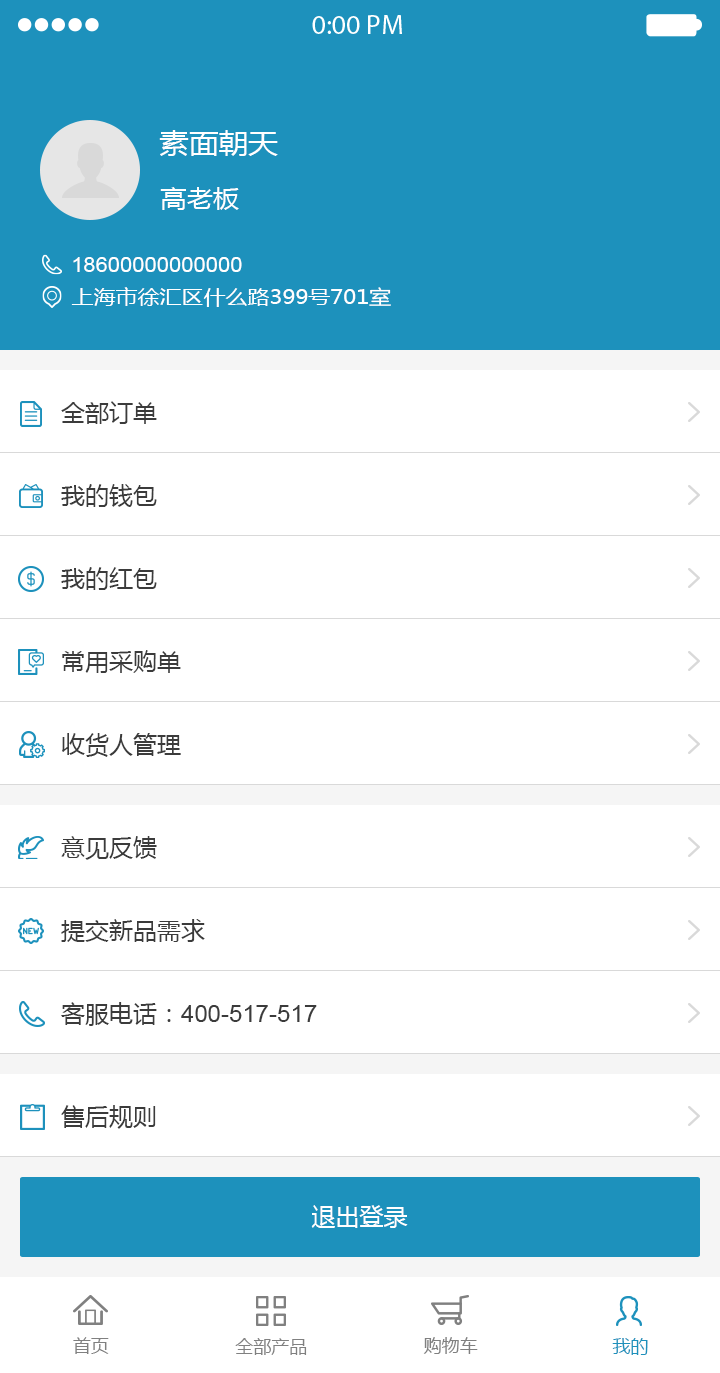 0:00 PM
素面朝天
高老板
18600000000000
上海市徐汇区什么路399号701室
全部订单
我的钱包
我的红包
常用采购单
收货人管理
意见反馈
NEW
提交新品需求
客服电话：400-517-517
售后规则
退出登录
首页
全部产品
购物车
我的